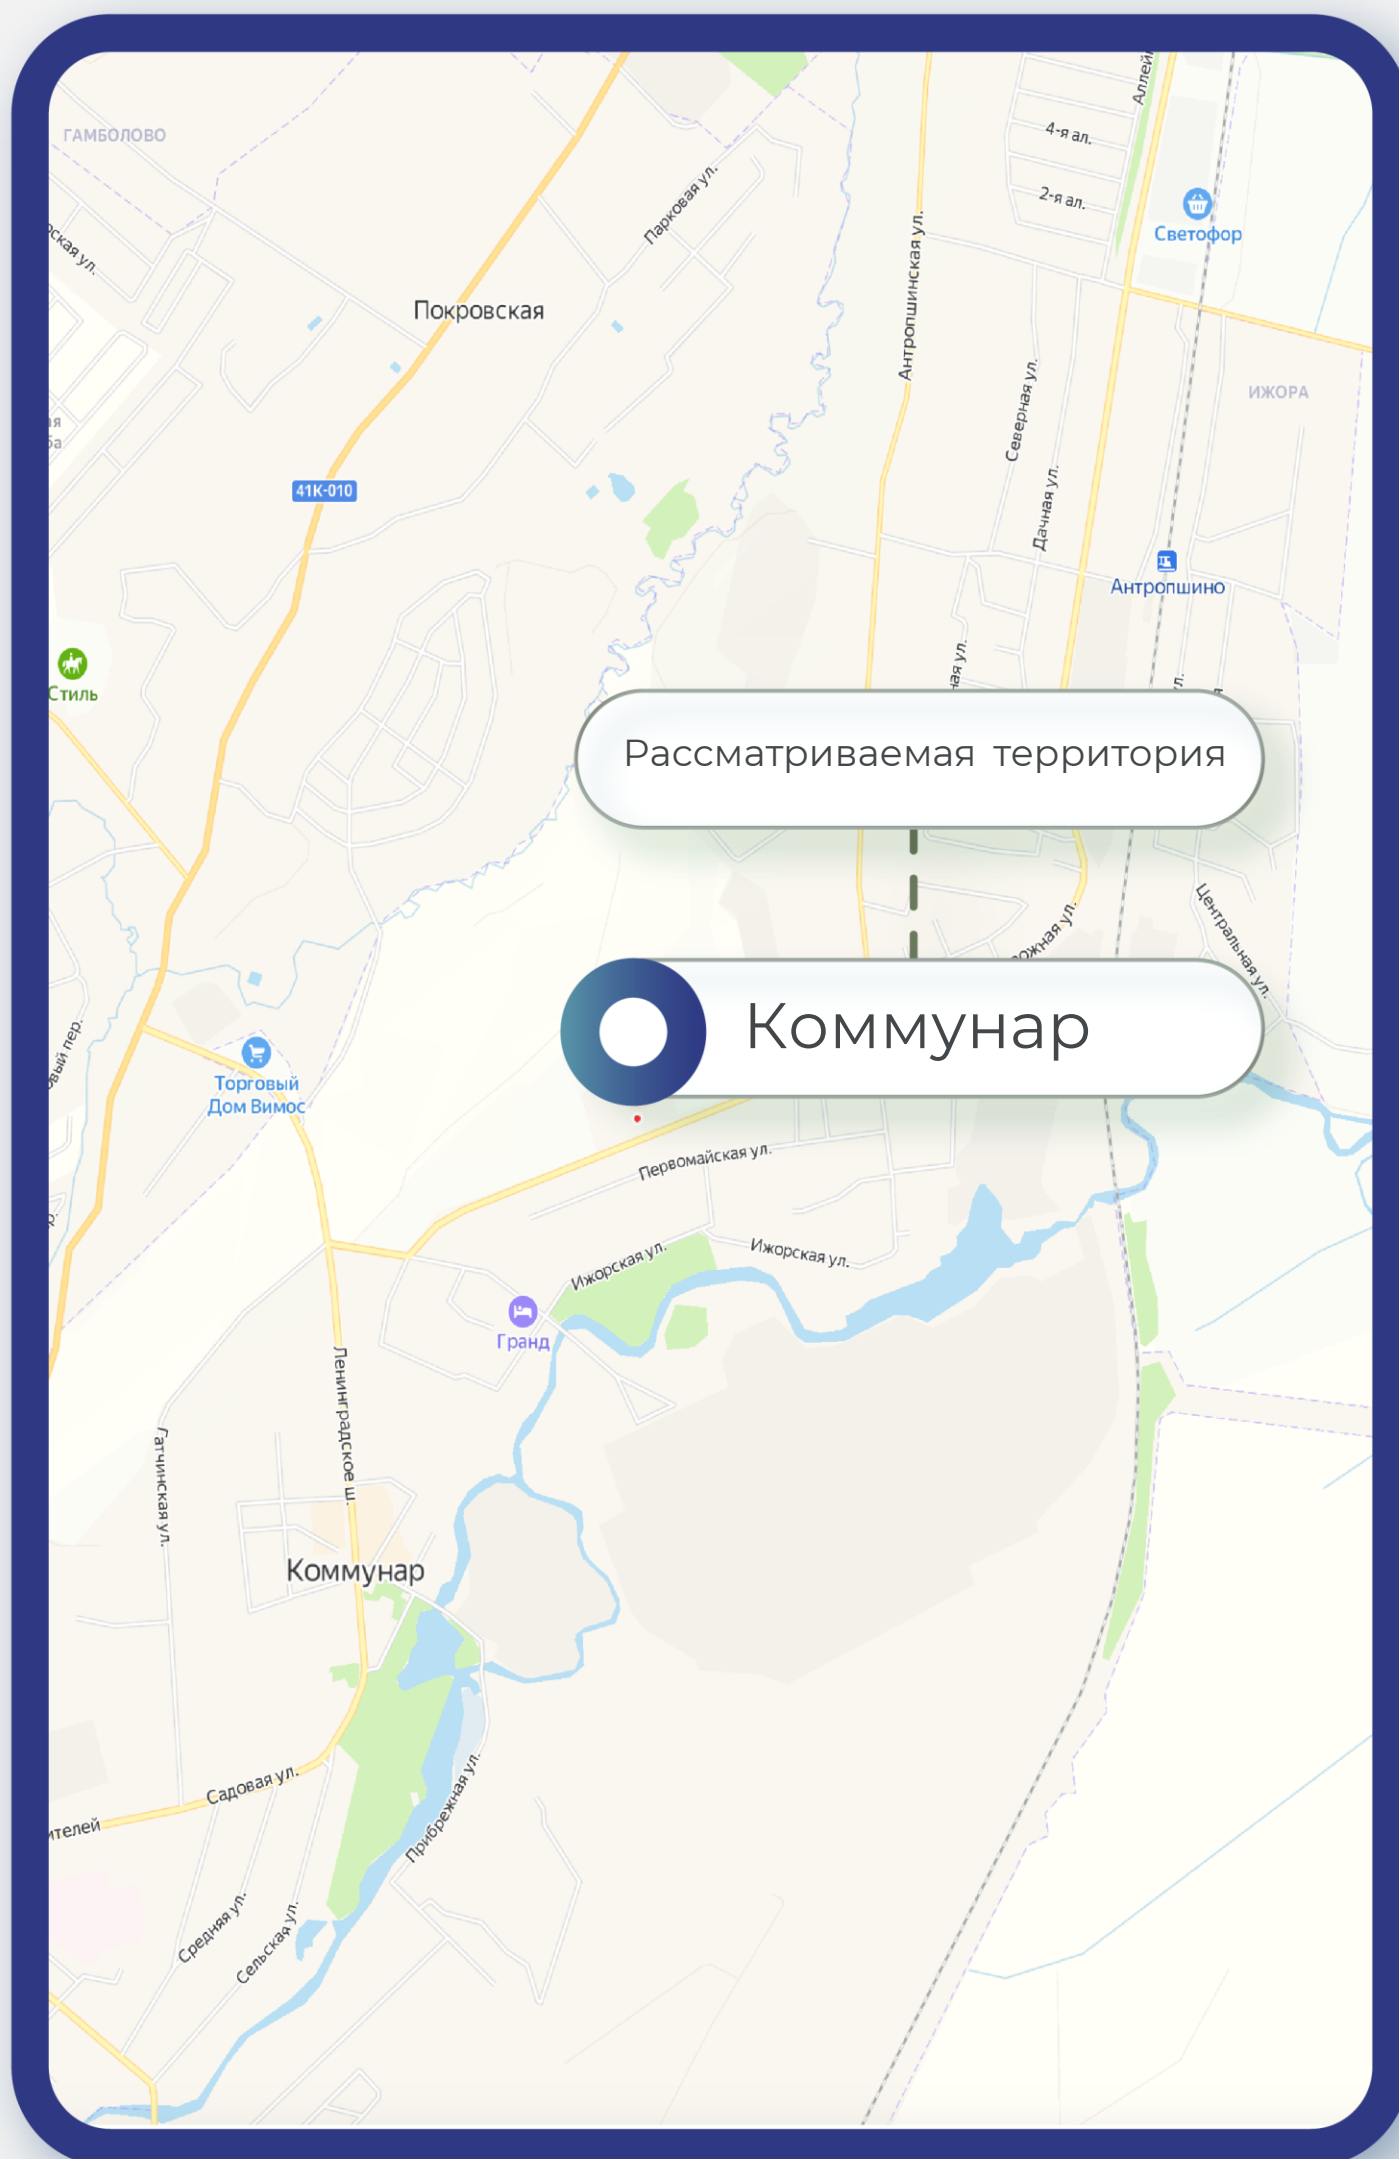 Аллей
ГАМБОЛОВО
4-я ал.
2-я ал.
Парковая ул.
Светофор
Антропшинская ул.
Покровская
Северная ул.
ИЖОРА
41К-010
Дачная ул.
Антропшино
Стиль
Рассматриваемая территория
Центральная ул.
Коммунар
Торговый
Дом Вимос
Первомайская ул.
Ижорская ул.
Ижорская ул.
Гранд
Ленинградское ш.
Гатчинская ул.
Коммунар
Садовая ул.
ителей
Прибрежная ул.
Средняя ул.
Сельская ул.